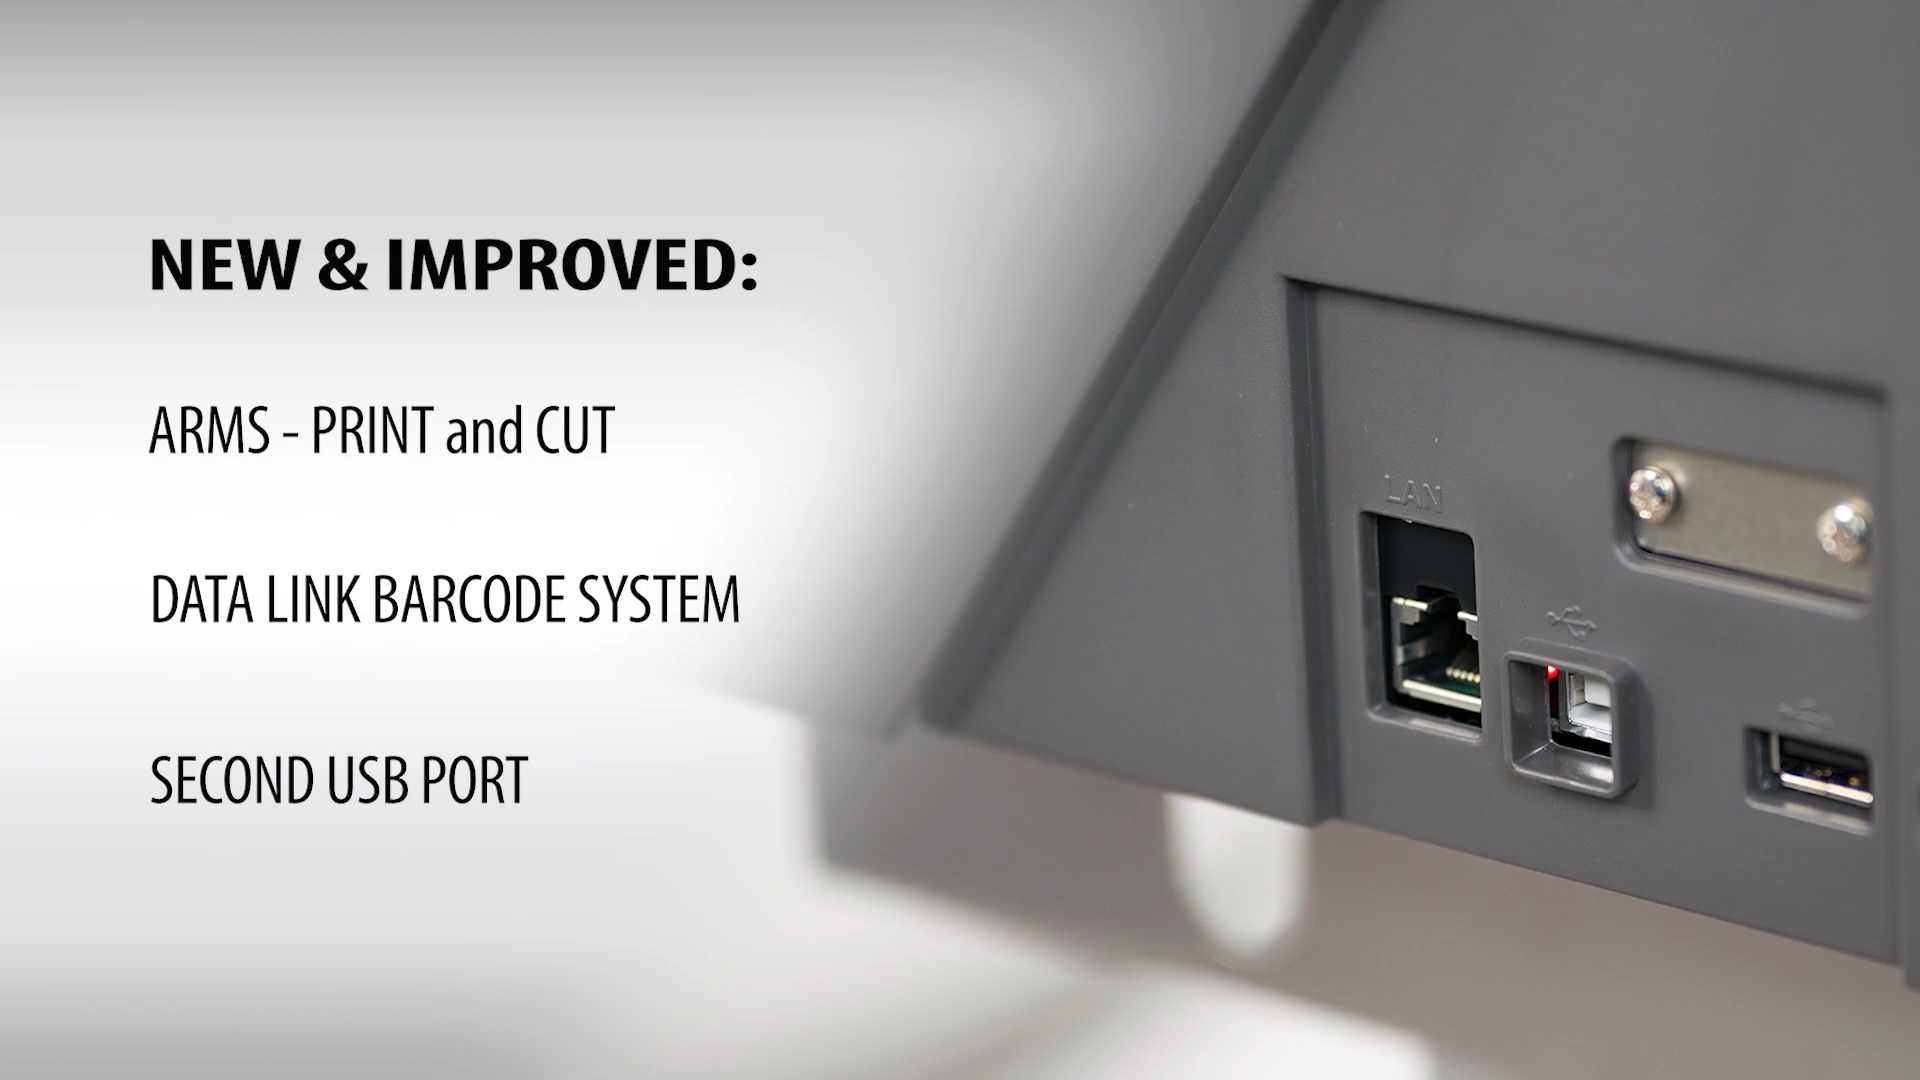 NEW & IMPROVED:
ARMS - PRINT and CUT
DATA LINK BARCODE SYSTEM
SECOND USB PORT
LAN